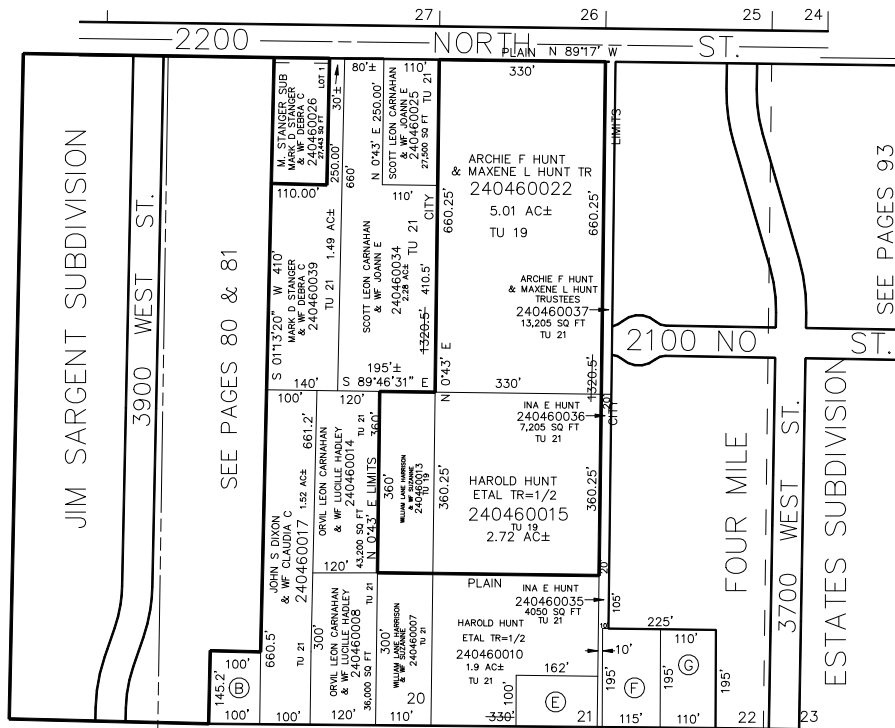 27
26
25
24
2200
NORTH
ST.
PLAIN N 89°17' W
330'
JIM SARGENT SUBDIVISION
3900 WEST ST.
SEE PAGES 80 & 81
M. STANGER SUB
LOT 1
MARK D STANGER
& WF DEBRA C
240460026
27,443 SQ FT
30'±
250.00'
110.00'
80'±
660'
N 0°43' E 250.00'
110'
SCOTT LEON CARNAHAN
& WF JOANN E
240460025
27,500 SQ FT
TU 21
110'
CITY
LIMITS
ARCHIE F HUNT
& MAXENE L HUNT TR
240460022
5.01 AC±
TU 19
660.25'
660.25'
SEE PAGES 93
S 01°13'20" W 410'
MARK D STANGER
& WF DEBRA C
240460039
TU 21
1.49 AC±
SCOTT LEON CARNAHAN
& WF JOANN E
240460034
2.28 AC±
TU 21
410.5'
1320.5'
N 0°43' E
ARCHIE F HUNT
& MAXENE L HUNT
TRUSTEES
240460037
13,205 SQ FT
TU 21
2100 NO ST.
195'±
140'
S 89°46'31" E
330'
1320.5'
20'
CITY
100'
120'
661.2'
360'
INA E HUNT
240460036
7,205 SQ FT
TU 21
JOHN S DIXON
& WF CLAUDIA C
240460017
1.52 AC±
TU 21
ORVIL LEON CARNAHAN
& WF LUCILLE HADLEY
240460014
43,200 SQ FT
TU 21
N 0°43' E LIMITS
360'
WILLIAM LANE HARRISON
& WF SUZANNE
240460013
TU 19
360.25'
HAROLD HUNT
ETAL TR=1/2
240460015
TU 19
2.72 AC±
360.25'
FOUR MILE
3700 WEST ST.
ESTATES SUBDIVISION
120'
PLAIN
20
INA E HUNT
240460035
4050 SQ FT
TU 21
105'
660.5'
300'
ORVIL LEON CARNAHAN
& WF LUCILLE HADLEY
240460008
36,000 SQ FT
TU 21
300'
WILLIAM LANE HARRISON
& WF SUZANNE
240460007
TU 21
HAROLD HUNT
ETAL TR=1/2
240460010
1.9 AC±
TU 21
10'
225'
110'
100'
145.2'
B
162'
100'
E
195'
F
195'
G
195'
100'
100'
120'
110'
20
330'
21
115'
110'
22
23